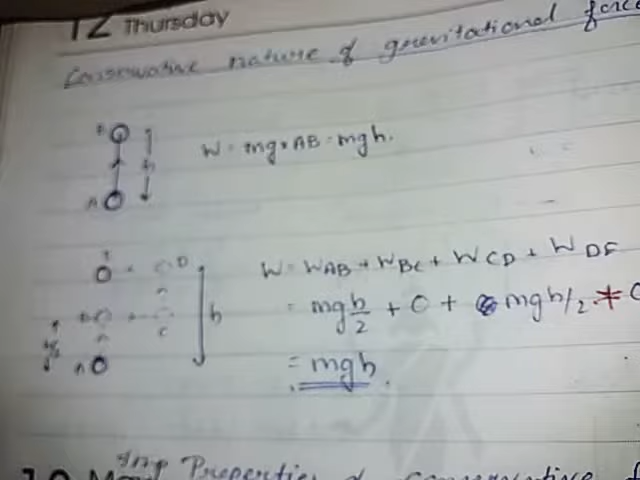 12 Thursday
Conservative nature of gravitational force
B
h
A
W = mg × AB = mgh.
D
h
A
W = WAB + WBC + WCD + WDE
= mgh/2 + 0 + mgh/2 + 0
= mgh.
Imp Properties of conservative f